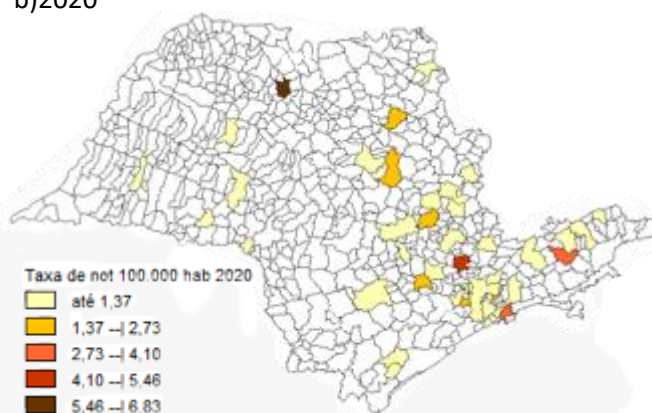 b)2020
Taxa de not 100.000 hab 2020
até 1,37
1,37 --| 2,73
2,73 --| 4,10
4,10 --| 5,46
5,46 --| 6,83